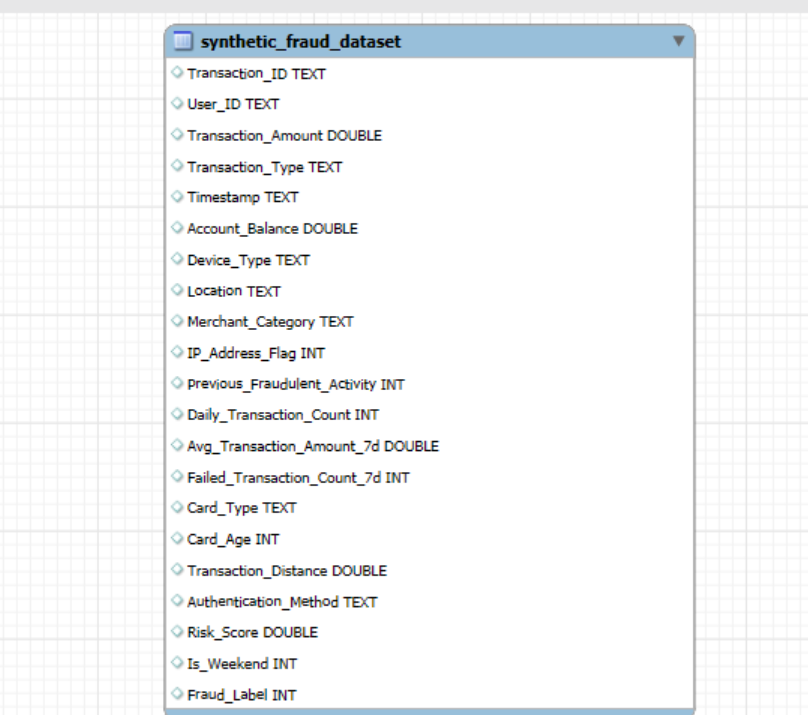 synthetic_fraud_dataset
Transaction_ID TEXT
User_ID TEXT
Transaction_Amount DOUBLE
Transaction_Type TEXT
Timestamp TEXT
Account_Balance DOUBLE
Device_Type TEXT
Location TEXT
Merchant_Category TEXT
IP_Address_Flag INT
Previous_Fraudulent_Activity INT
Daily_Transaction_Count INT
Avg_Transaction_Amount_7d DOUBLE
Failed_Transaction_Count_7d INT
Card_Type TEXT
Card_Age INT
Transaction_Distance DOUBLE
Authentication_Method TEXT
Risk_Score DOUBLE
Is_Weekend INT
Fraud_Label INT